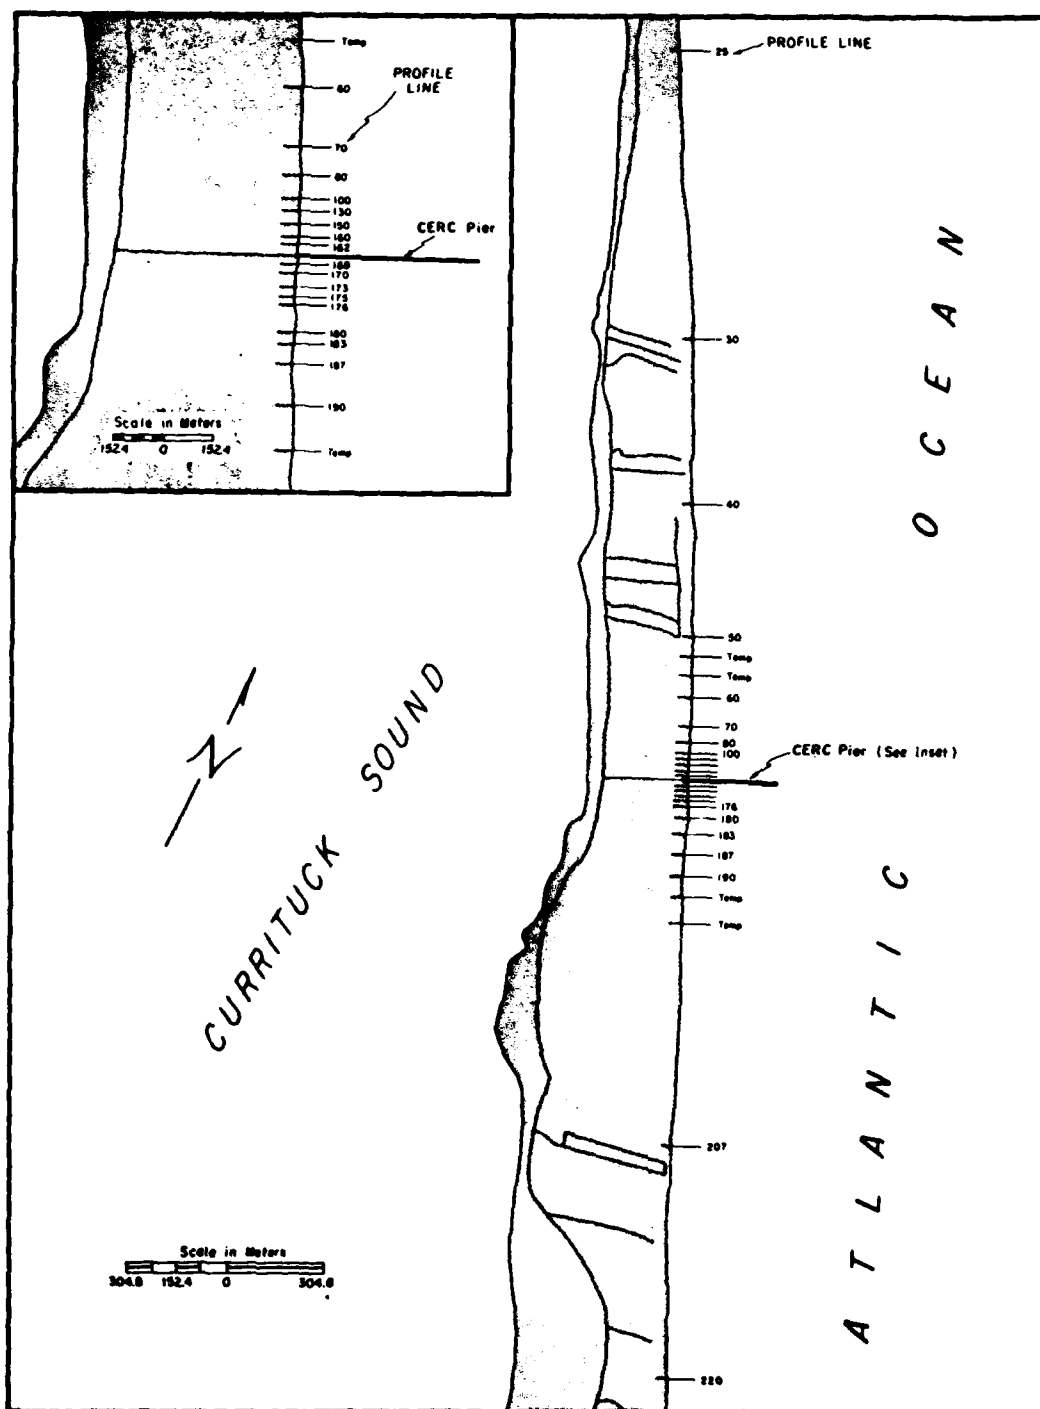 Temp
60
PROFILE
LINE
70
80
100
130
150
160
162
CERC Pier
168
170
173
175
176
180
183
187
190
Temp
Scale in Meters
152.4 0 152.4
25
PROFILE LINE
30
40
50
Temp
Temp
60
70
80
100
CERC Pier (See Inset)
176
180
183
187
190
Temp
Temp
207
220
N
CURRITUCK SOUND
ATLANTIC OCEAN
Scale in Meters
304.8 152.4 0 304.8